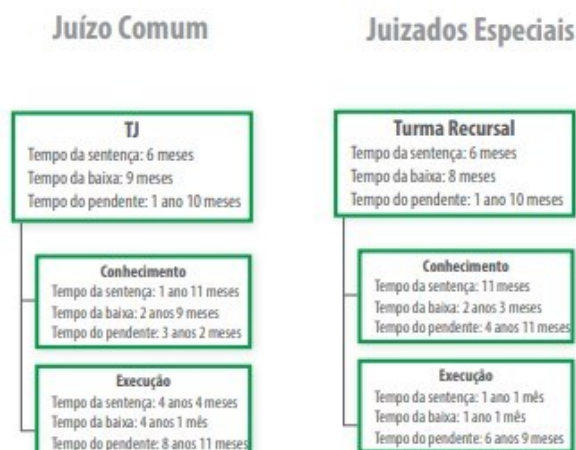 Juízo Comum
TJ
Tempo da sentença: 6 meses
Tempo da baixa: 9 meses
Tempo do pendente: 1 ano 10 meses
Conhecimento
Tempo da sentença: 1 ano 11 meses
Tempo da baixa: 2 anos 9 meses
Tempo do pendente: 3 anos 2 meses
Execução
Tempo da sentença: 4 anos 4 meses
Tempo da baixa: 4 anos 1 mês
Tempo do pendente: 8 anos 11 meses
Juizados Especiais
Turma Recursal
Tempo da sentença: 6 meses
Tempo da baixa: 8 meses
Tempo do pendente: 1 ano 10 meses
Conhecimento
Tempo da sentença: 11 meses
Tempo da baixa: 2 anos 3 meses
Tempo do pendente: 4 anos 11 meses
Execução
Tempo da sentença: 1 ano 1 mês
Tempo da baixa: 1 ano 1 mês
Tempo do pendente: 6 anos 9 meses